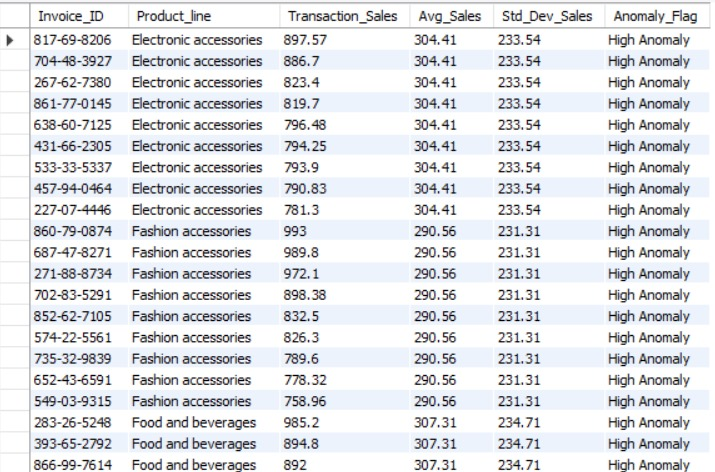 Invoice_ID Product_line Transaction_Sales Avg_Sales Std_Dev_Sales Anomaly_Flag
817-69-8206 Electronic accessories 897.57 304.41 233.54 High Anomaly
704-48-3927 Electronic accessories 886.7 304.41 233.54 High Anomaly
267-62-7380 Electronic accessories 823.4 304.41 233.54 High Anomaly
861-77-0145 Electronic accessories 819.7 304.41 233.54 High Anomaly
638-60-7125 Electronic accessories 796.48 304.41 233.54 High Anomaly
431-66-2305 Electronic accessories 794.25 304.41 233.54 High Anomaly
533-33-5337 Electronic accessories 793.9 304.41 233.54 High Anomaly
457-94-0464 Electronic accessories 790.83 304.41 233.54 High Anomaly
227-07-4446 Electronic accessories 781.3 304.41 233.54 High Anomaly
860-79-0874 Fashion accessories 993 290.56 231.31 High Anomaly
687-47-8271 Fashion accessories 989.8 290.56 231.31 High Anomaly
271-88-8734 Fashion accessories 972.1 290.56 231.31 High Anomaly
702-83-5291 Fashion accessories 898.38 290.56 231.31 High Anomaly
852-62-7105 Fashion accessories 832.5 290.56 231.31 High Anomaly
574-22-5561 Fashion accessories 826.3 290.56 231.31 High Anomaly
735-32-9839 Fashion accessories 789.6 290.56 231.31 High Anomaly
652-43-6591 Fashion accessories 778.32 290.56 231.31 High Anomaly
549-03-9315 Fashion accessories 758.96 290.56 231.31 High Anomaly
283-26-5248 Food and beverages 985.2 307.31 234.71 High Anomaly
393-65-2792 Food and beverages 894.8 307.31 234.71 High Anomaly
866-99-7614 Food and beverages 892 307.31 234.71 High Anomaly